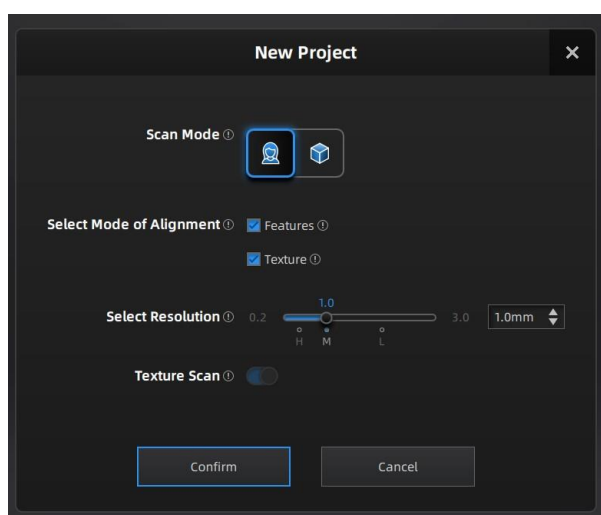 New Project
Scan Mode
Select Mode of Alignment Features
Texture
1.0
Select Resolution 0.2 3.0 1.0mm
H M L
Texture Scan
Confirm Cancel